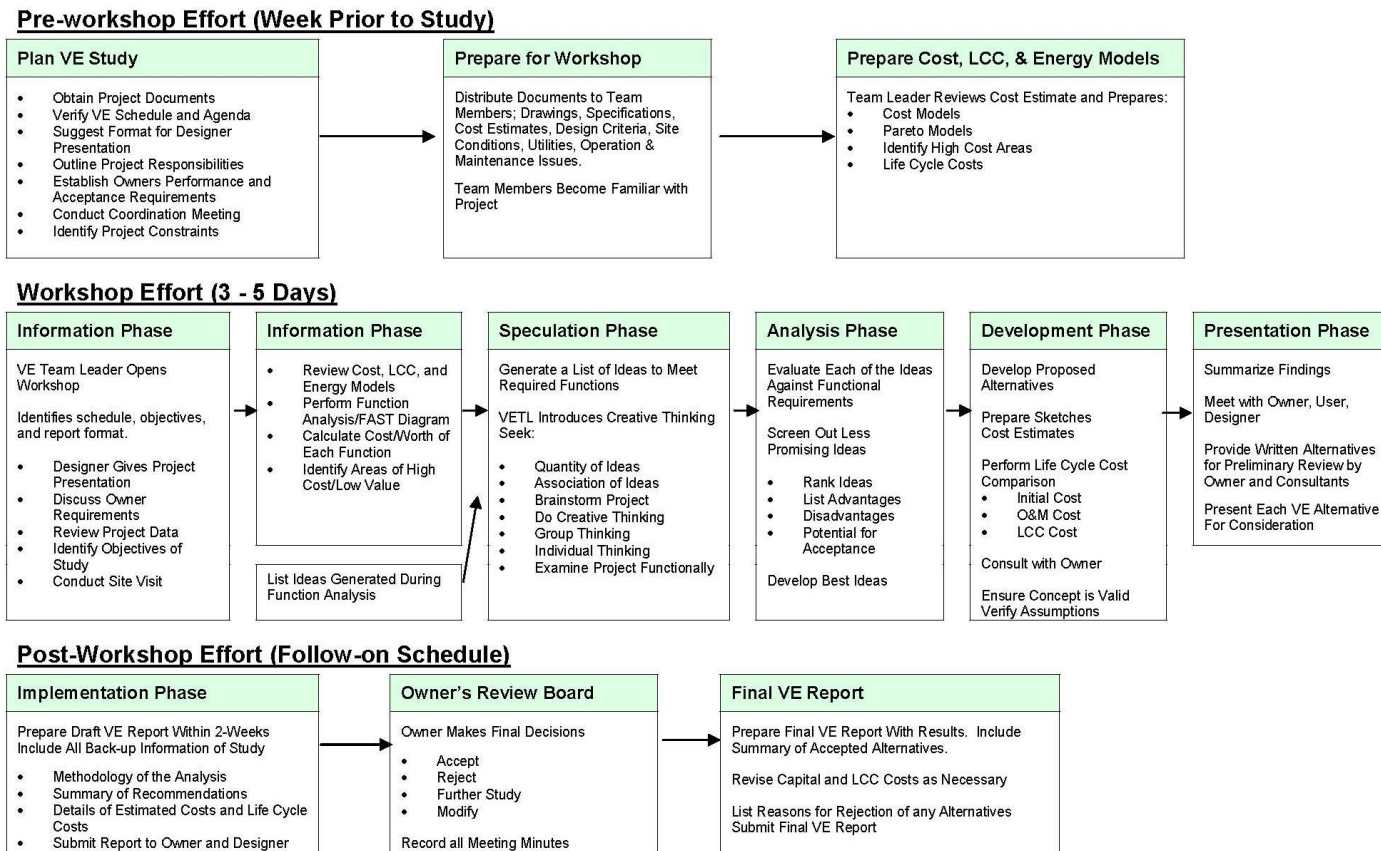 Pre-workshop Effort (Week Prior to Study)
Plan VE Study
• Obtain Project Documents
• Verify VE Schedule and Agenda
• Suggest Format for Designer
Presentation
• Outline Project Responsibilities
• Establish Owners Performance and
Acceptance Requirements
• Conduct Coordination Meeting
• Identify Project Constraints
Prepare for Workshop
Distribute Documents to Team
Members; Drawings, Specifications,
Cost Estimates, Design Criteria, Site
Conditions, Utilities, Operation &
Maintenance Issues.
Team Members Become Familiar with
Project
Prepare Cost, LCC, & Energy Models
Team Leader Reviews Cost Estimate and Prepares:
• Cost Models
• Pareto Models
• Identify High Cost Areas
• Life Cycle Costs
Workshop Effort (3 - 5 Days)
Information Phase
VE Team Leader Opens
Workshop
Identifies schedule, objectives,
and report format.
• Designer Gives Project
Presentation
• Discuss Owner
Requirements
• Review Project Data
• Identify Objectives of
Study
• Conduct Site Visit
Information Phase
• Review Cost, LCC, and
Energy Models
• Perform Function
Analysis/FAST Diagram
• Calculate Cost/Worth of
Each Function
• Identify Areas of High
Cost/Low Value
List Ideas Generated During
Function Analysis
Speculation Phase
Generate a List of Ideas to Meet
Required Functions
VETL Introduces Creative Thinking
Seek:
• Quantity of Ideas
• Association of Ideas
• Brainstorm Project
• Do Creative Thinking
• Group Thinking
• Individual Thinking
• Examine Project Functionally
Analysis Phase
Evaluate Each of the Ideas
Against Functional
Requirements
Screen Out Less
Promising Ideas
• Rank Ideas
• List Advantages
• Disadvantages
• Potential for
Acceptance
Develop Best Ideas
Development Phase
Develop Proposed
Alternatives
Prepare Sketches
Cost Estimates
Perform Life Cycle Cost
Comparison
• Initial Cost
• O&M Cost
• LCC Cost
Consult with Owner
Ensure Concept is Valid
Verify Assumptions
Presentation Phase
Summarize Findings
Meet with Owner, User,
Designer
Provide Written Alternatives
for Preliminary Review by
Owner and Consultants
Present Each VE Alternative
For Consideration
Post-Workshop Effort (Follow-on Schedule)
Implementation Phase
Prepare Draft VE Report Within 2-Weeks
Include All Back-up Information of Study
• Methodology of the Analysis
• Summary of Recommendations
• Details of Estimated Costs and Life Cycle
Costs
• Submit Report to Owner and Designer
Owner's Review Board
Owner Makes Final Decisions
• Accept
• Reject
• Further Study
• Modify
Record all Meeting Minutes
Final VE Report
Prepare Final VE Report With Results. Include
Summary of Accepted Alternatives.
Revise Capital and LCC Costs as Necessary
List Reasons for Rejection of any Alternatives
Submit Final VE Report